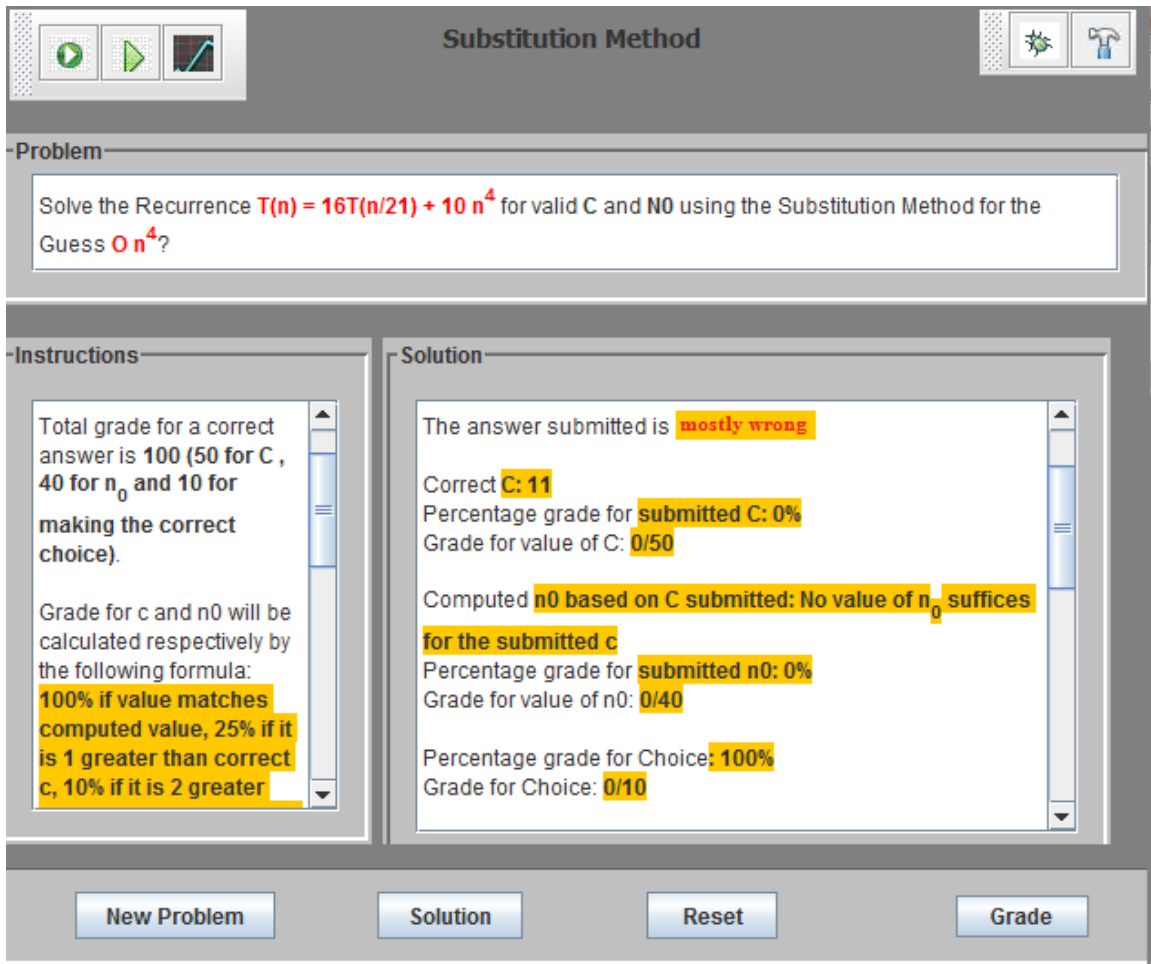 Substitution Method
Problem
Solve the Recurrence T(n) = 16T(n/21) + 10 n^4 for valid C and N0 using the Substitution Method for the
Guess O n^4?
Instructions
Total grade for a correct
answer is 100 (50 for C ,
40 for n_0 and 10 for
making the correct
choice).
Grade for c and n0 will be
calculated respectively by
the following formula:
100% if value matches
computed value, 25% if it
is 1 greater than correct
c, 10% if it is 2 greater
Solution
The answer submitted is mostly wrong
Correct C: 11
Percentage grade for submitted C: 0%
Grade for value of C: 0/50
Computed n0 based on C submitted: No value of n_0 suffices
for the submitted c
Percentage grade for submitted n0: 0%
Grade for value of n0: 0/40
Percentage grade for Choice: 100%
Grade for Choice: 0/10
New Problem
Solution
Reset
Grade